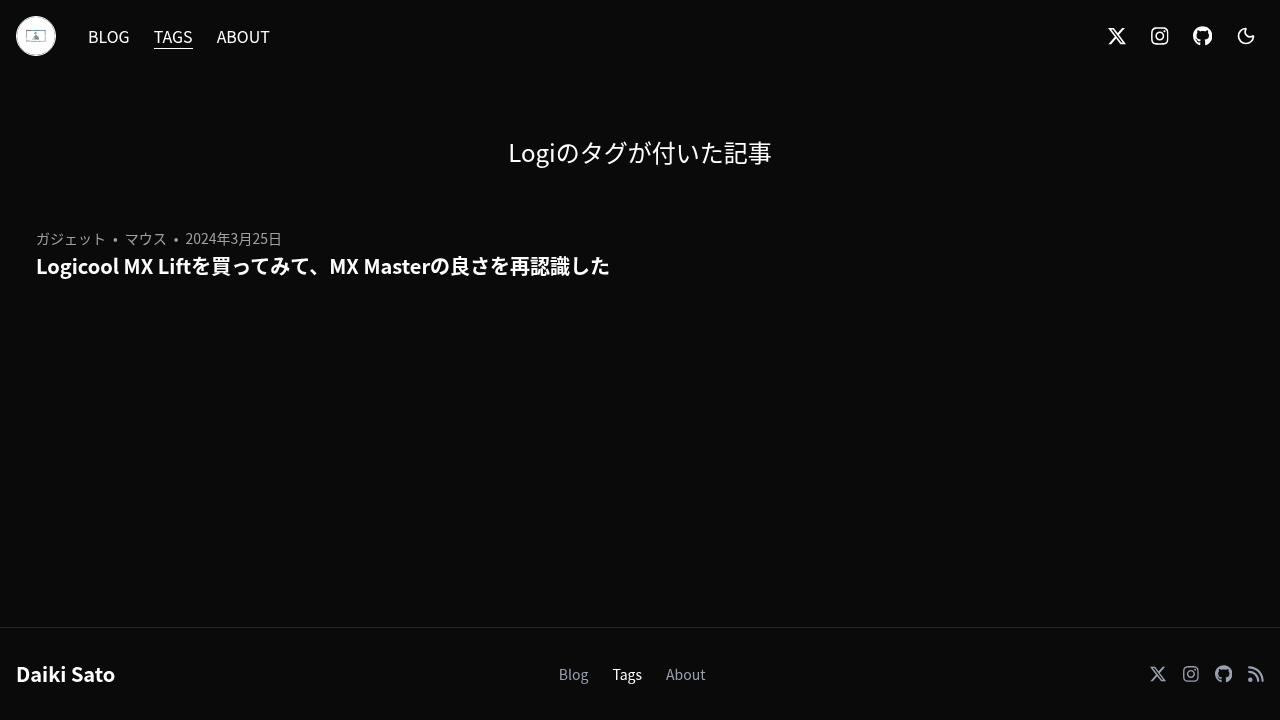 BLOG TAGS ABOUT
Logiのタグが付いた記事
ガジェット • マウス • 2024年3月25日
Logicool MX Liftを買ってみて、MX Masterの良さを再認識した
Daiki Sato
Blog Tags About